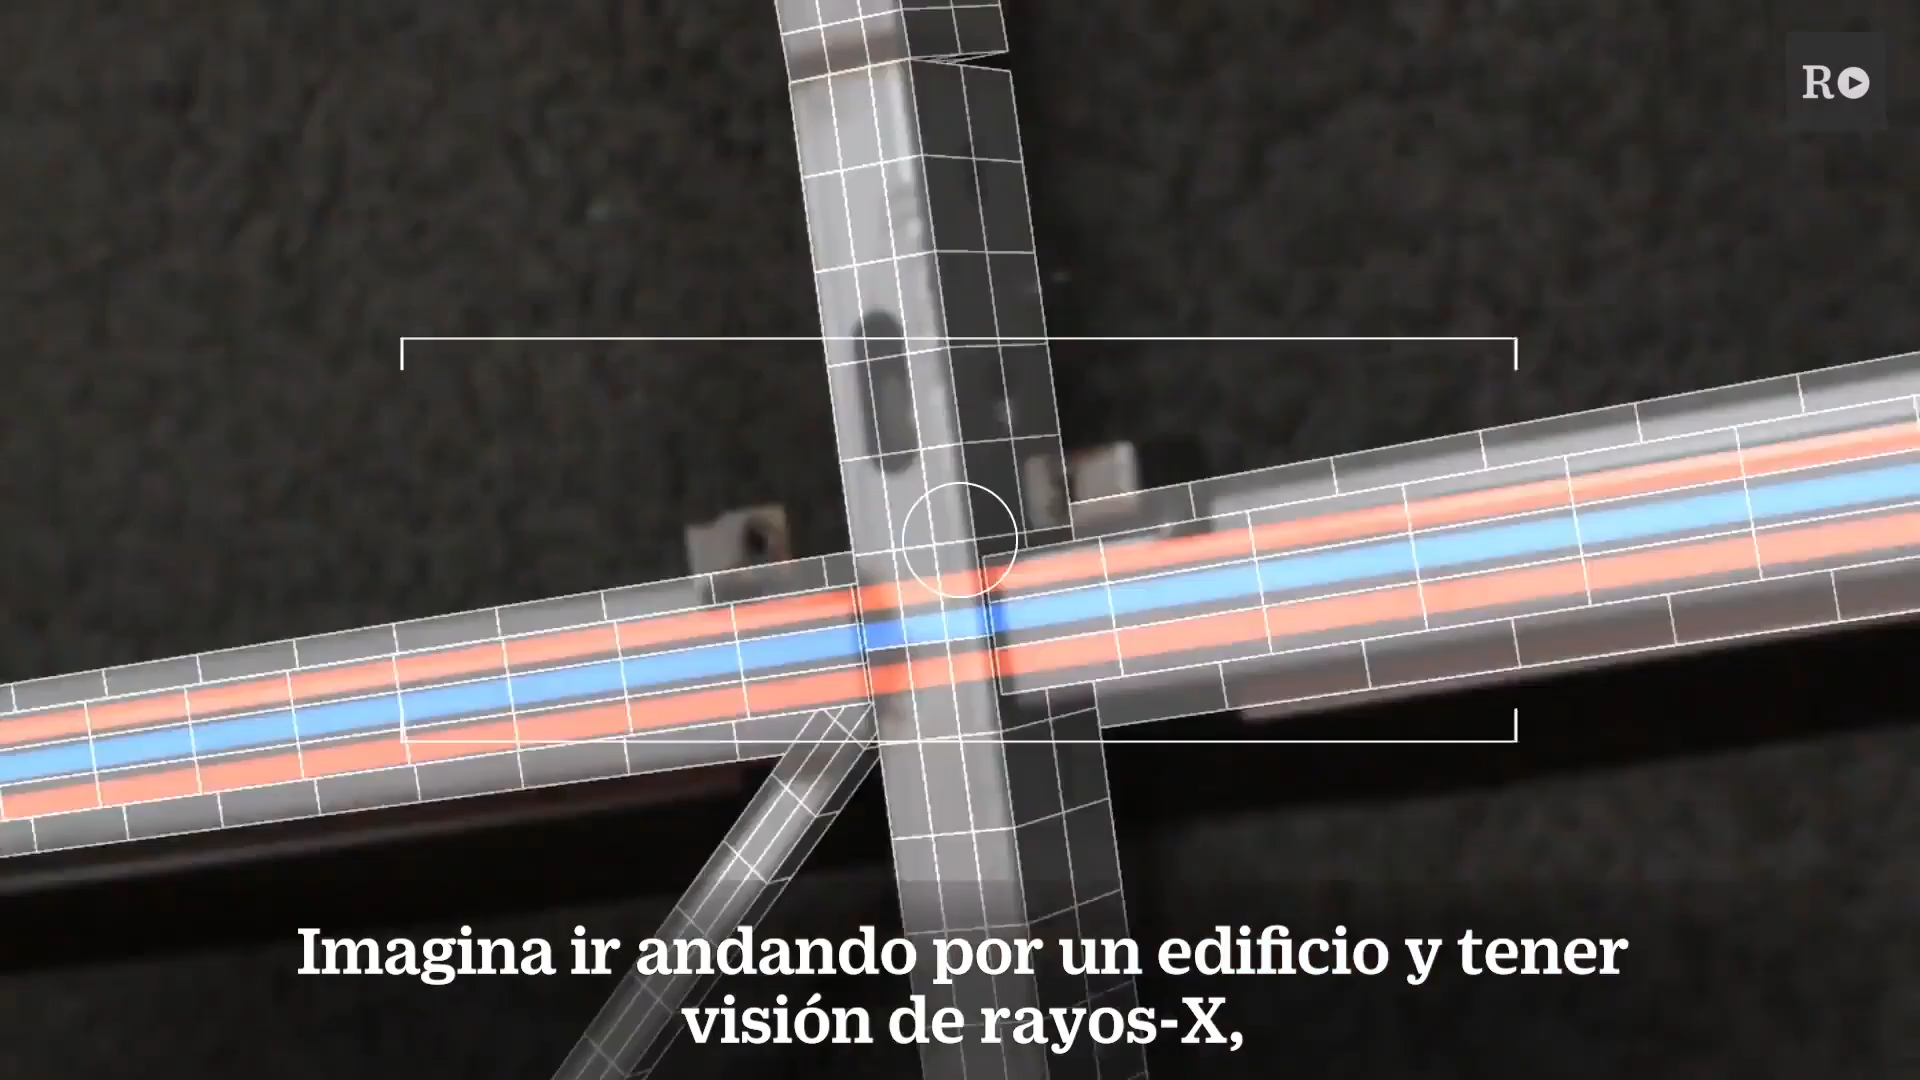 R
Imagina ir andando por un edificio y tener
visión de rayos-X,